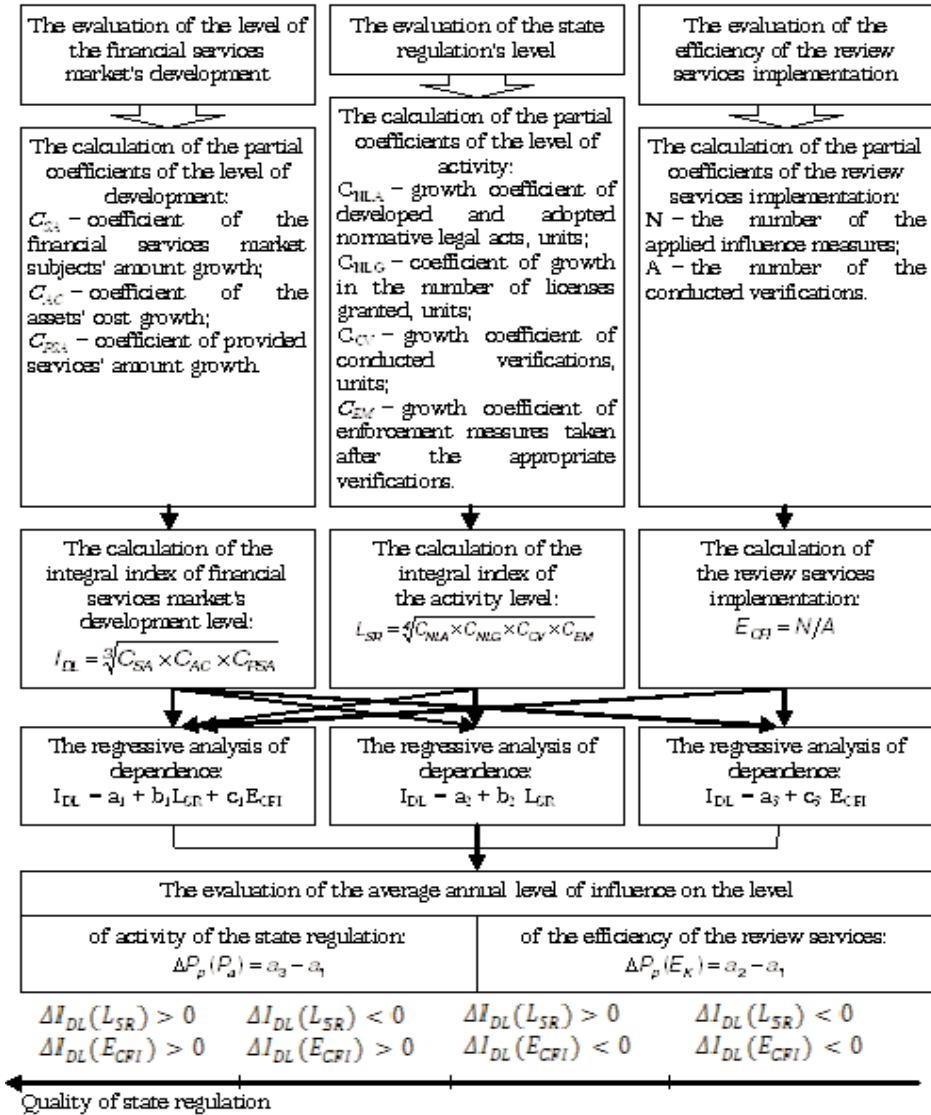 The evaluation of the level of
the financial services
market's development
The evaluation of the state
regulation's level
The evaluation of the
efficiency of the review
services implementation
The calculation of the partial
coefficients of the level of
development:
C_SA – coefficient of the
financial services market
subjects' amount growth;
C_AC – coefficient of the
assets' cost growth;
C_PSA – coefficient of provided
services' amount growth.
The calculation of the partial
coefficients of the level of
activity:
C_NLA – growth coefficient of
developed and adopted
normative legal acts, units;
C_NLG – coefficient of growth
in the number of licenses
granted, units;
C_CV – growth coefficient of
conducted verifications,
units;
C_EM – growth coefficient of
enforcement measures taken
after the appropriate
verifications.
The calculation of the partial
coefficients of the review
services implementation:
N – the number of the
applied influence measures;
A – the number of the
conducted verifications.
The calculation of the
integral index of financial
services market's
development level:
I_DL = ∛(C_SA × C_AC × C_PSA)
The calculation of the
integral index of
the activity level:
L_SR = ∜(C_NLA × C_NLG × C_CV × C_EM)
The calculation of
the review services
implementation:
E_CFI = N/A
The regressive analysis of
dependence:
I_DL = a₁ + b₁L_SR + c₁E_CFI
The regressive analysis of
dependence:
I_DL = a₂ + b₂ L_SR
The regressive analysis of
dependence:
I_DL = a₃ + c₃ E_CFI
The evaluation of the average annual level of influence on the level
of activity of the state regulation:
ΔP_p(P_a) = a₃ – a₁
of the efficiency of the review services:
ΔP_p(E_K) = a₂ – a₁
ΔI_DL(L_SR) > 0 ΔI_DL(L_SR) < 0 ΔI_DL(L_SR) > 0 ΔI_DL(L_SR) < 0
ΔI_DL(E_CFI) > 0 ΔI_DL(E_CFI) > 0 ΔI_DL(E_CFI) < 0 ΔI_DL(E_CFI) < 0
Quality of state regulation